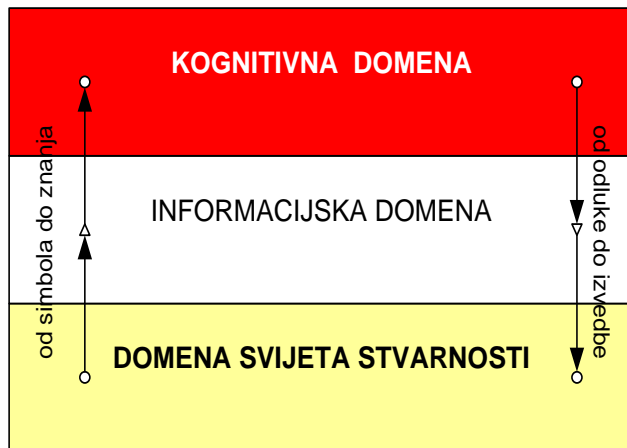 KOGNITIVNA DOMENA
od simbola do znanja
od odluke do izvedbe
INFORMACIJSKA DOMENA
DOMENA SVIJETA STVARNOSTI